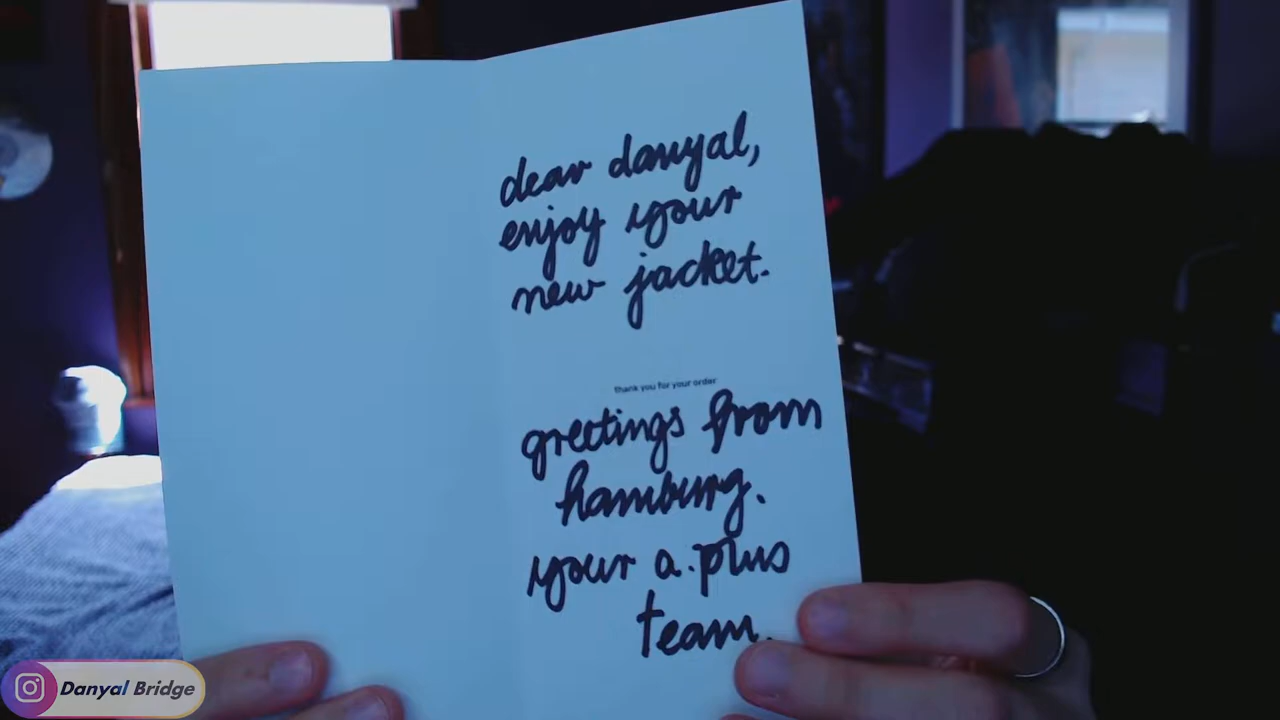 dear danyal,
enjoy your
new jacket.
thank you for your order
greetings from
hamburg.
your a.plus
team.
Danyal Bridge